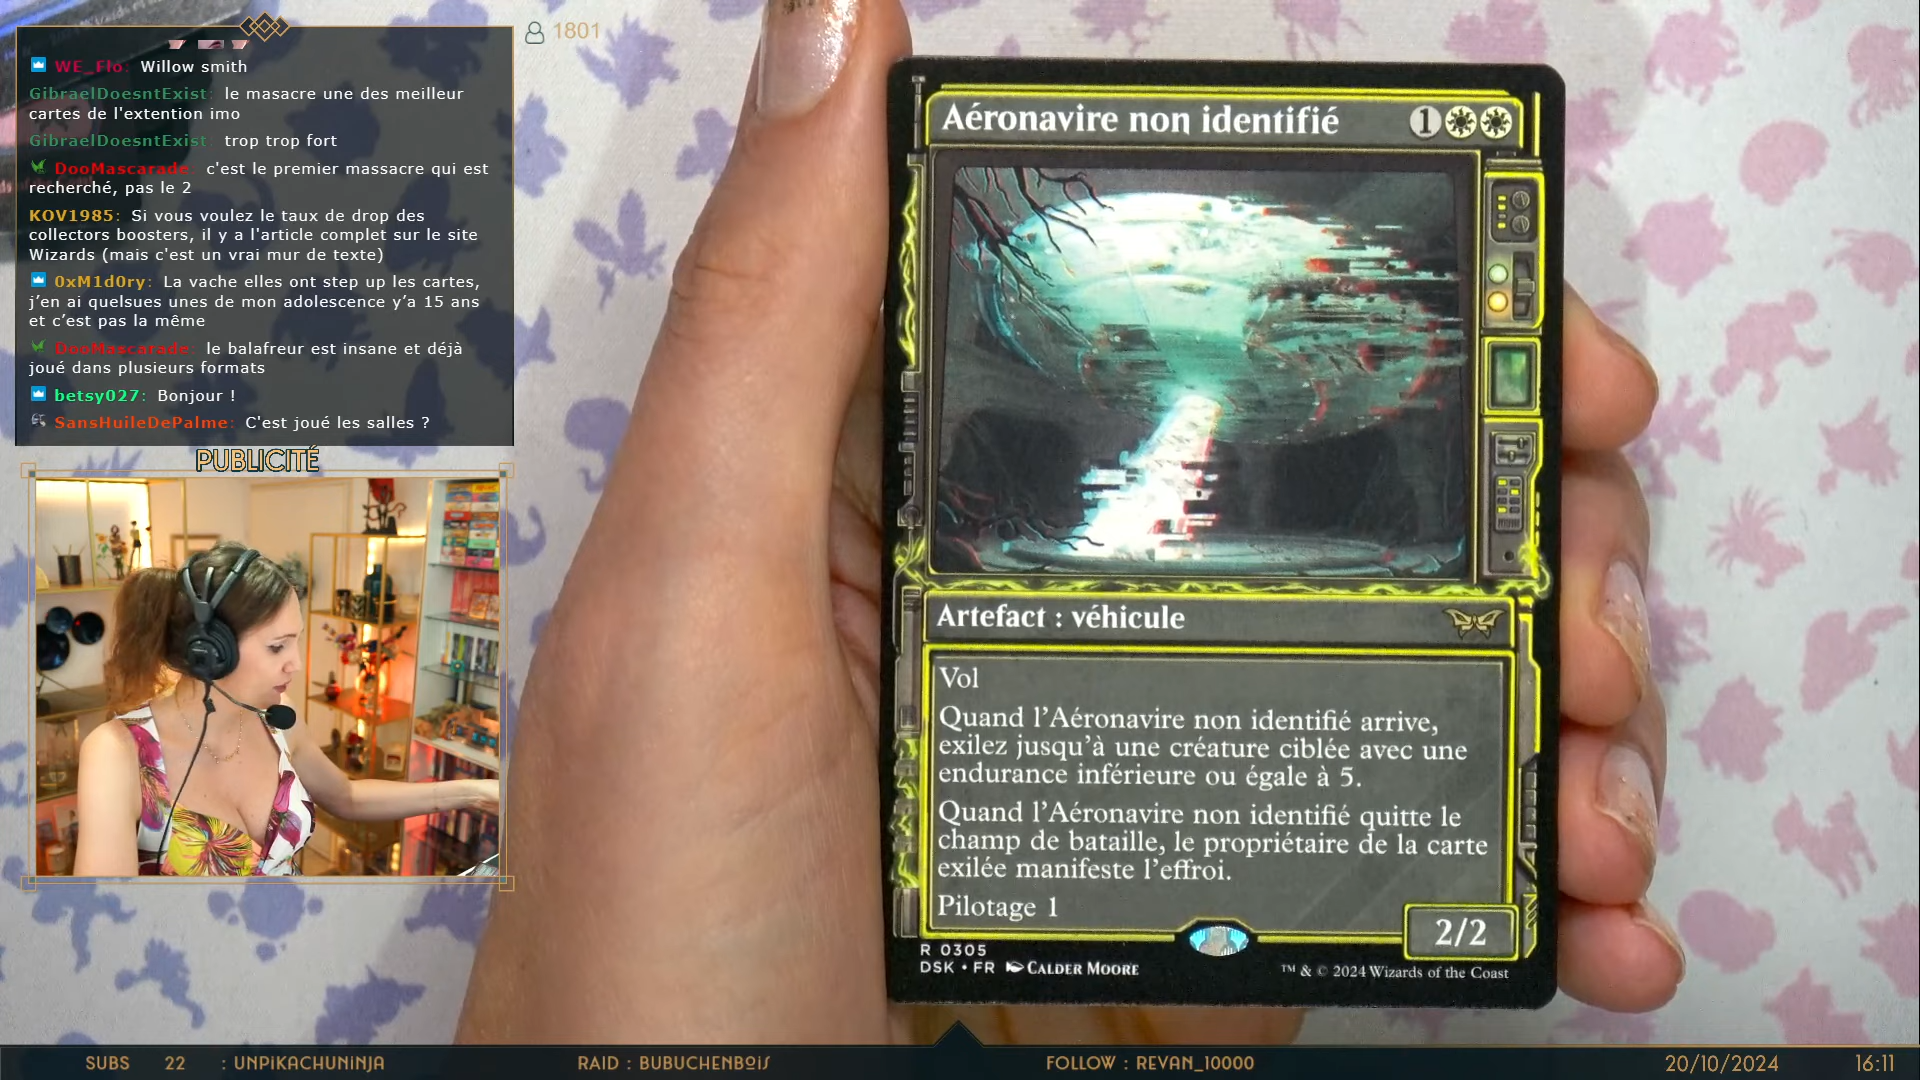 1801
WE_Flo: Willow smith
GibraelDoesntExist: le masacre une des meilleur
cartes de l'extention imo
GibraelDoesntExist: trop trop fort
DooMascarade: c'est le premier massacre qui est
recherché, pas le 2
KOV1985: Si vous voulez le taux de drop des
collectors boosters, il y a l'article complet sur le site
Wizards (mais c'est un vrai mur de texte)
0xM1d0ry: La vache elles ont step up les cartes,
j’en ai quelsues unes de mon adolescence y’a 15 ans
et c’est pas la même
DooMascarade: le balafreur est insane et déjà
joué dans plusieurs formats
betsy027: Bonjour !
SansHuileDePalme: C'est joué les salles ?
PUBLICITÉ
Aéronavire non identifié 1
Artefact : véhicule
Vol
Quand l'Aéronavire non identifié arrive,
exilez jusqu'à une créature ciblée avec une
endurance inférieure ou égale à 5.
Quand l'Aéronavire non identifié quitte le
champ de bataille, le propriétaire de la carte
exilée manifeste l'effroi.
Pilotage 1
2/2
R 0305
DSK • FR CALDER MOORE
™ & © 2024 Wizards of the Coast
SUBS 22 : UNPIKACHUNINJA
RAID : BUBUCHENBOIS
FOLLOW : REVAN_10000
20/10/2024 16:11